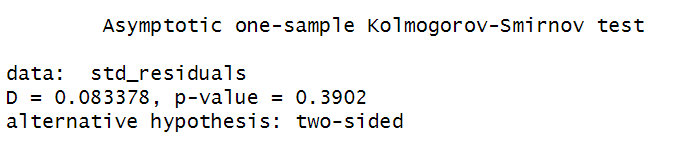 Asymptotic one-sample Kolmogorov-Smirnov test
data:  std_residuals
D = 0.083378, p-value = 0.3902
alternative hypothesis: two-sided